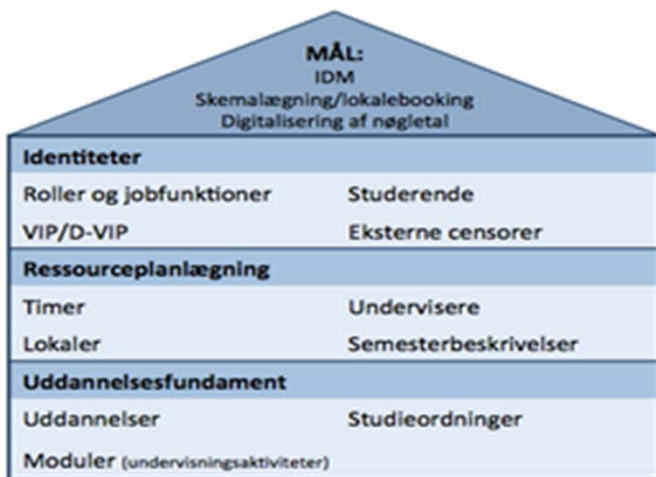 MÅL:
IDM
Skemalægning/lokalebooking
Digitalisering af nøgletal
Identiteter
Roller og jobfunktioner Studerende
VIP/D-VIP Eksterne censorer
Ressourceplanlægning
Timer Undervisere
Lokaler Semesterbeskrivelser
Uddannelsesfundament
Uddannelser Studieordninger
Moduler (undervisningsaktiviteter)